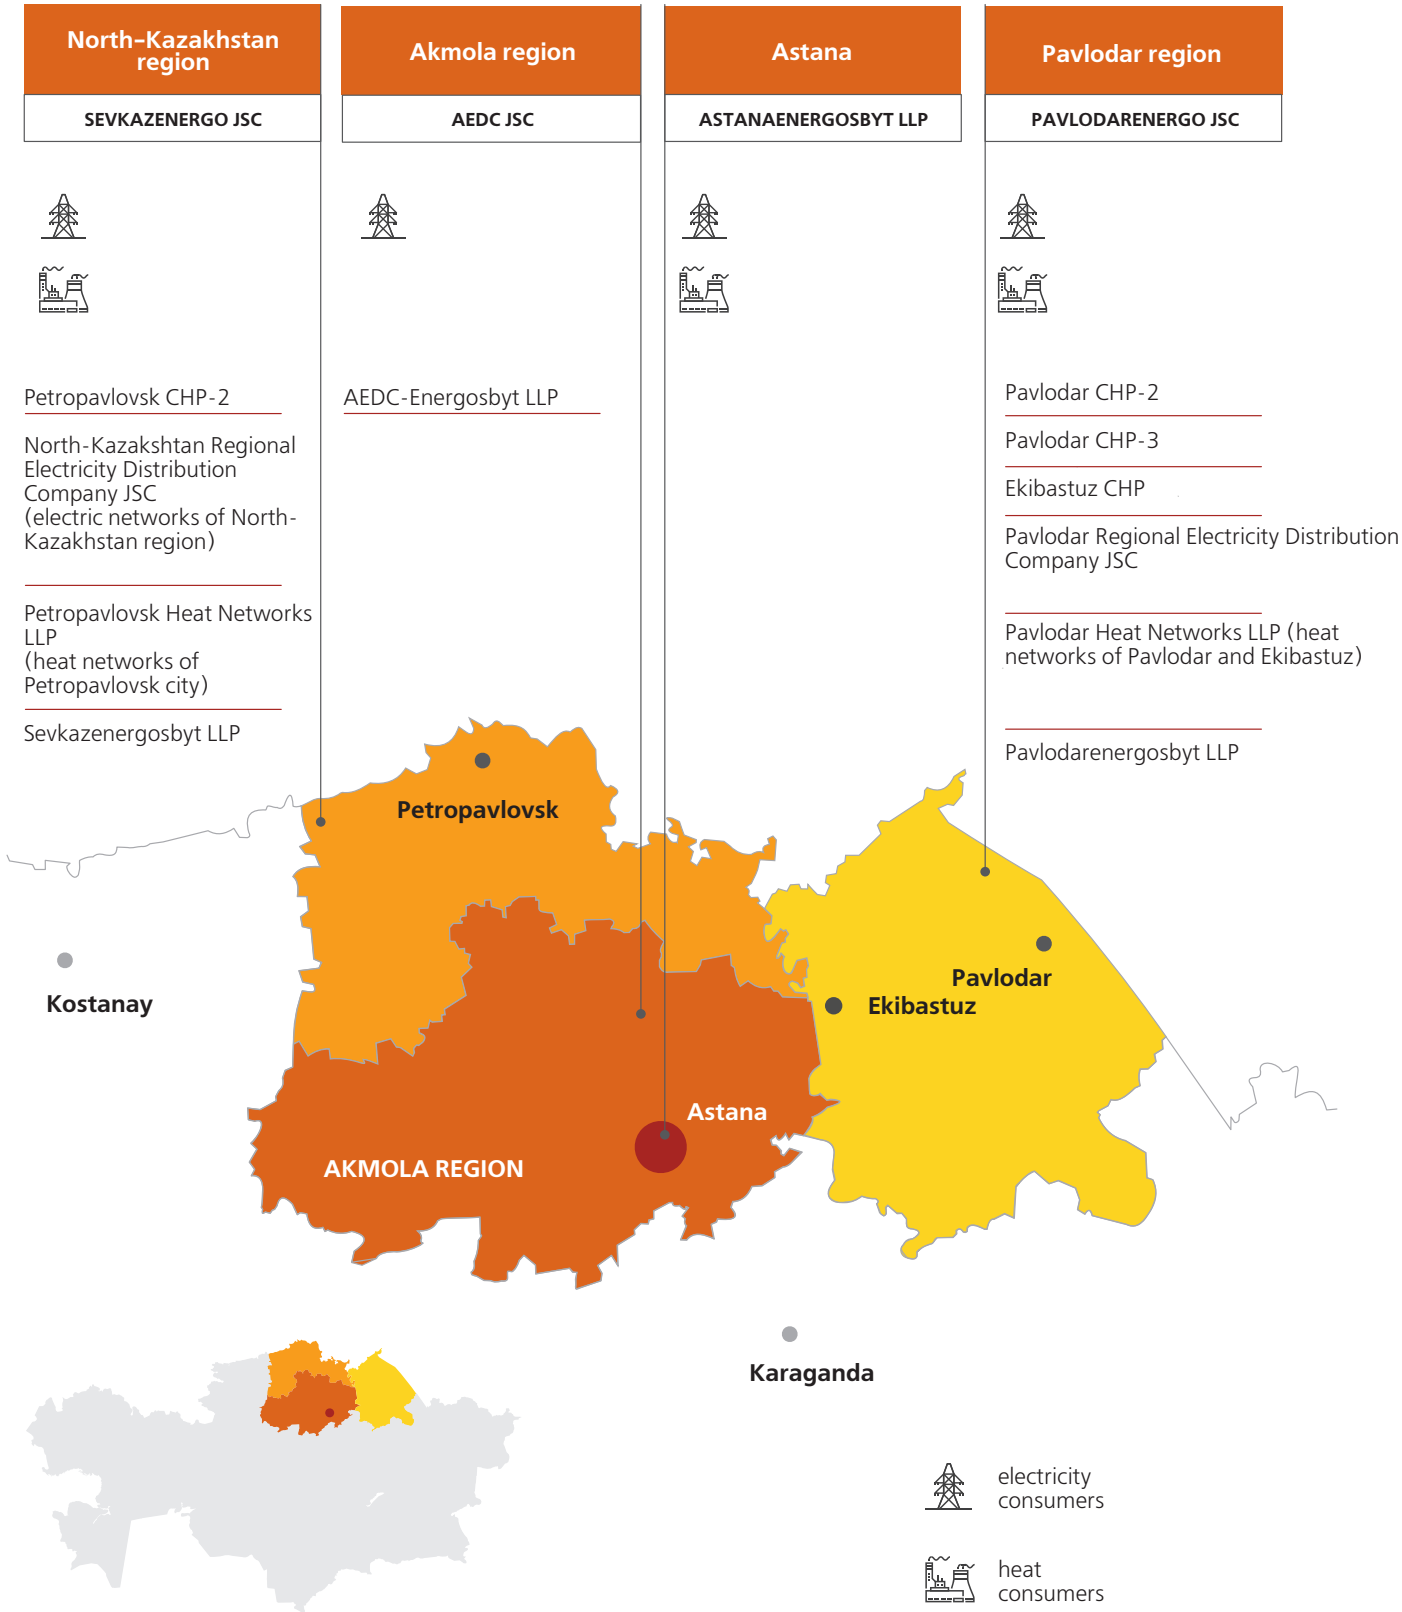 North–Kazakhstan
region
SEVKAZENERGO JSC
Akmola region
AEDC JSC
Astana
ASTANAENERGOSBYT LLP
Pavlodar region
PAVLODARENERGO JSC
Petropavlovsk CHP-2
North-Kazakshtan Regional
Electricity Distribution
Company JSC
(electric networks of North-
Kazakhstan region)
Petropavlovsk Heat Networks
LLP
(heat networks of
Petropavlovsk city)
Sevkazenergosbyt LLP
AEDC-Energosbyt LLP
Pavlodar CHP-2
Pavlodar CHP-3
Ekibastuz CHP
Pavlodar Regional Electricity Distribution
Company JSC
Pavlodar Heat Networks LLP (heat
networks of Pavlodar and Ekibastuz)
Pavlodarenergosbyt LLP
Petropavlovsk
Kostanay
Pavlodar
Ekibastuz
Astana
AKMOLA REGION
Karaganda
electricity
consumers
heat
consumers